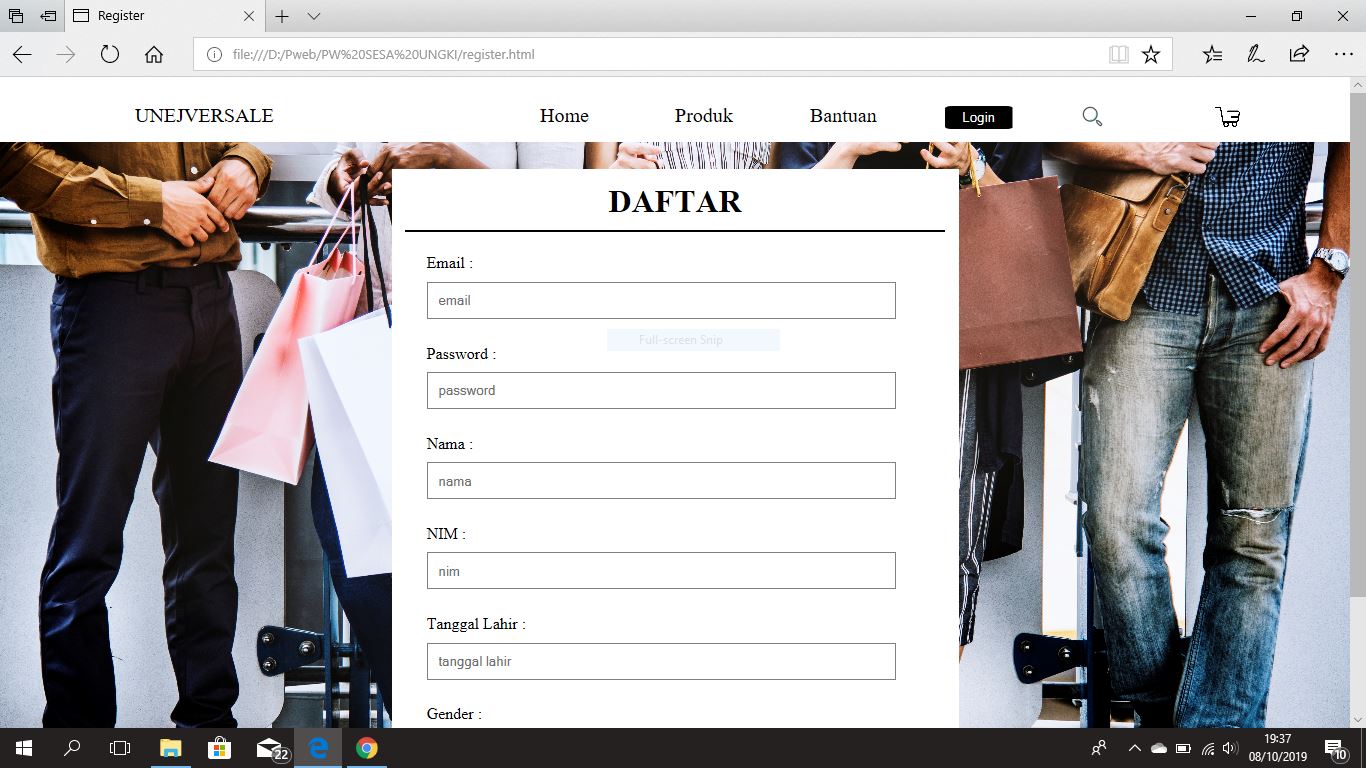 Register
file:///D:/Pweb/PW%20SESA%20UNGKI/register.html
UNEJVERSALE Home Produk Bantuan Login
DAFTAR
Email :
email
Full-screen Snip
Password :
password
Nama :
nama
NIM :
nim
Tanggal Lahir :
tanggal lahir
Gender :
22
19:37
08/10/2019
10